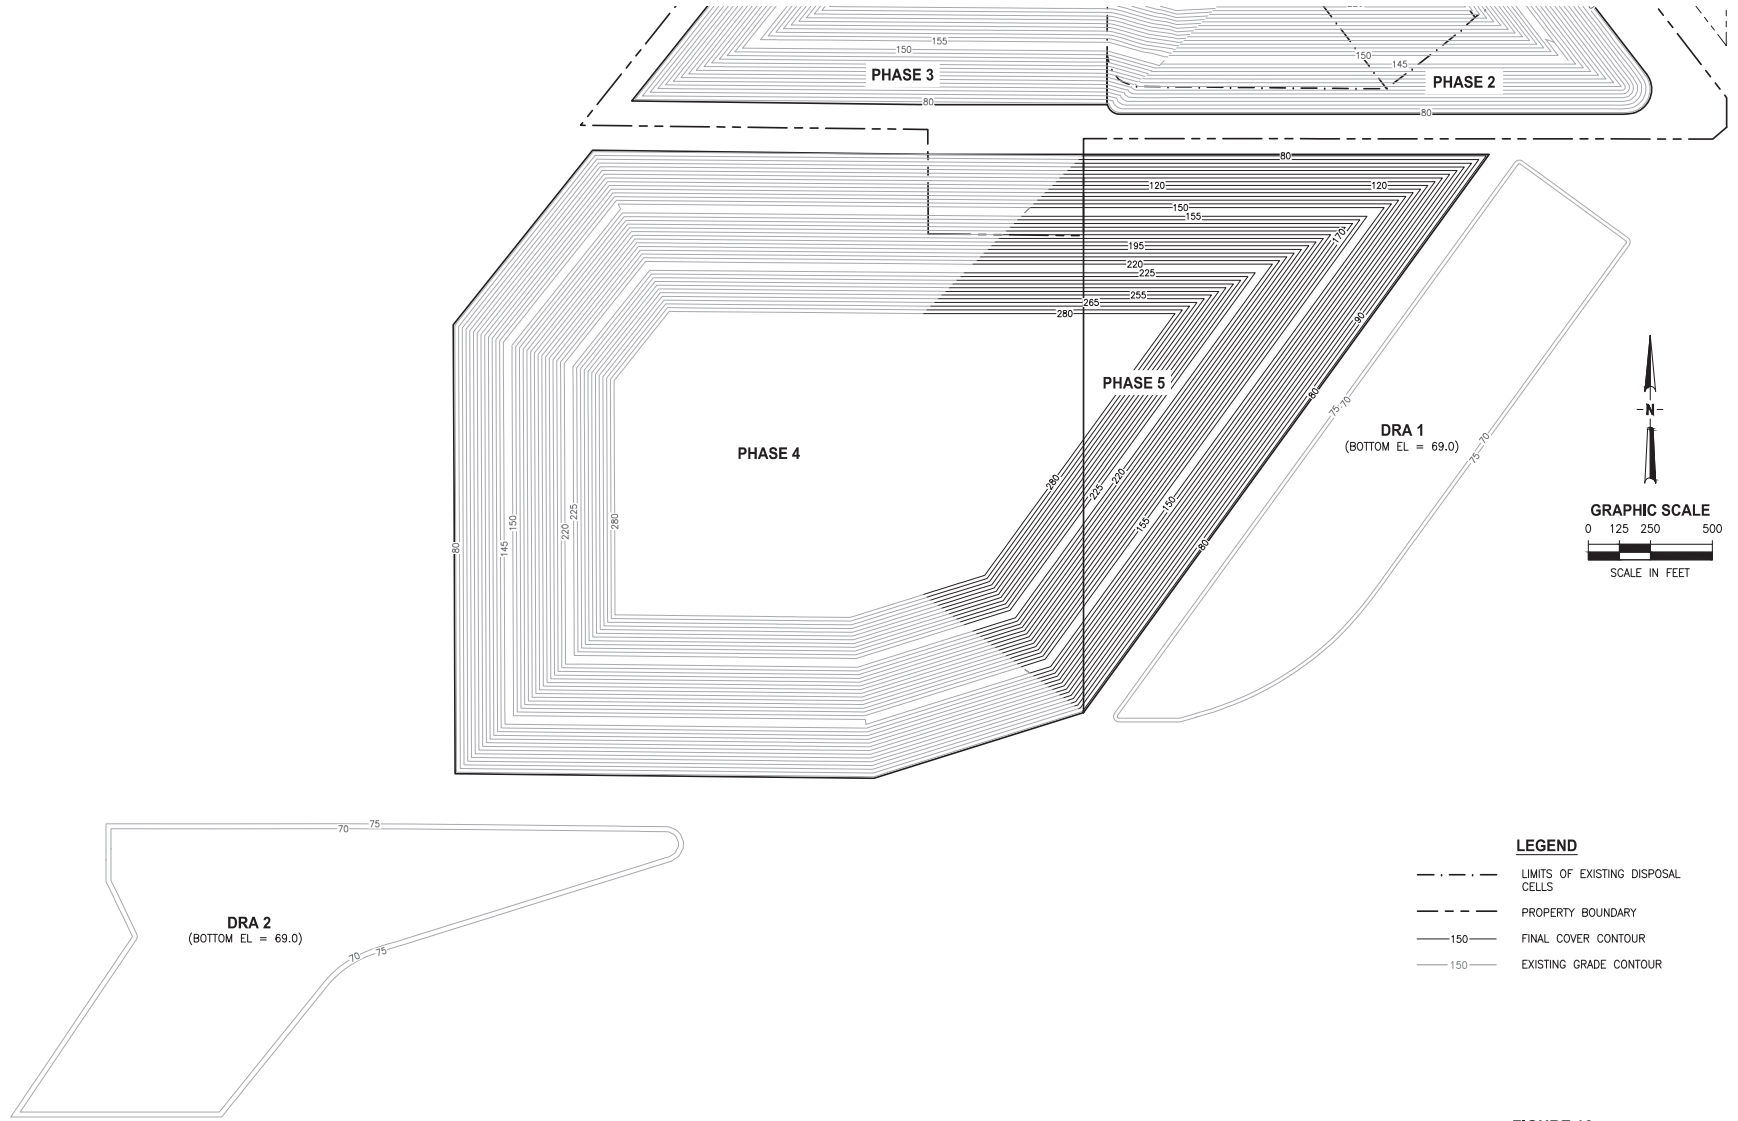 155
150
PHASE 3
80
150
145
PHASE 2
80
80
120
120
150
155
170
195
220
225
255
265
280
90
80
PHASE 5
75
70
DRA 1
(BOTTOM EL = 69.0)
70
75
N
PHASE 4
280
225
220
150
155
80
80
145
150
220
225
280
GRAPHIC SCALE
0 125 250 500
SCALE IN FEET
70
75
DRA 2
(BOTTOM EL = 69.0)
70
75
LEGEND
LIMITS OF EXISTING DISPOSAL
CELLS
PROPERTY BOUNDARY
150 FINAL COVER CONTOUR
150 EXISTING GRADE CONTOUR